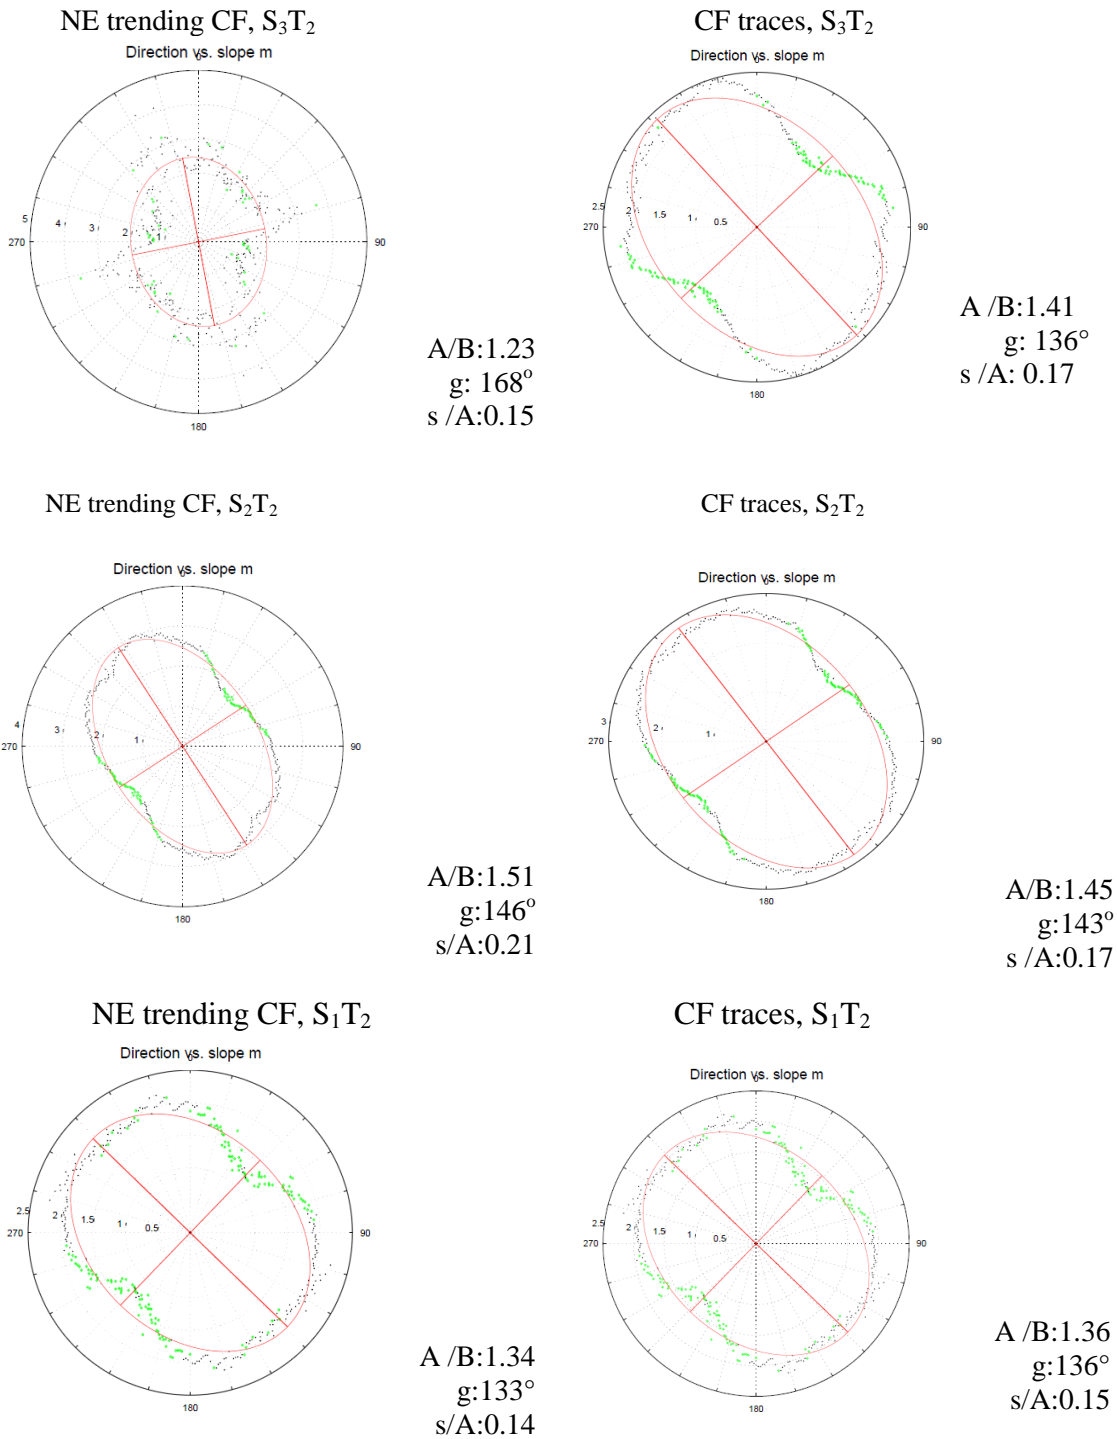 NE trending CF, S₃T₂
Direction vs. slope m
0
5
4
3
2
1
270
90
180
A/B:1.23
g: 168°
s /A:0.15
CF traces, S₃T₂
Direction vs. slope m
0
2.5
2
1.5
1
0.5
270
90
180
A /B:1.41
g: 136°
s /A: 0.17
NE trending CF, S₂T₂
Direction vs. slope m
0
4
3
2
1
270
90
180
A/B:1.51
g:146°
s/A:0.21
CF traces, S₂T₂
Direction vs. slope m
0
3
2
1
270
90
180
A/B:1.45
g:143°
s /A:0.17
NE trending CF, S₁T₂
Direction vs. slope m
0
2.5
2
1.5
1
0.5
270
90
180
A /B:1.34
g:133°
s/A:0.14
CF traces, S₁T₂
Direction vs. slope m
0
2.5
2
1.5
1
0.5
270
90
180
A /B:1.36
g:136°
s/A:0.15